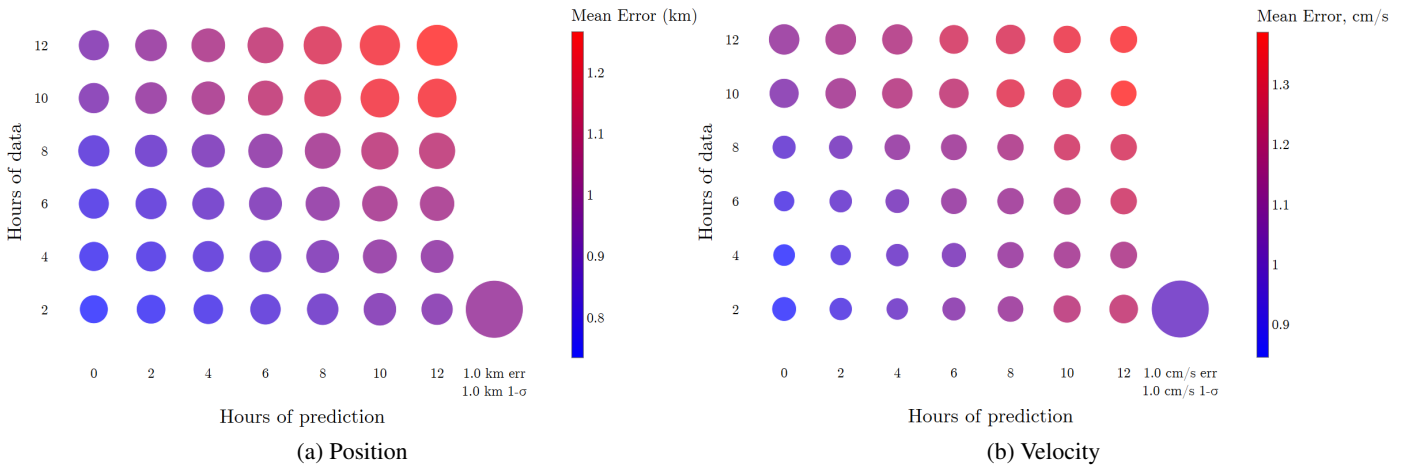 Mean Error (km)
12
10
8
6
4
2
Hours of data
0 2 4 6 8 10 12 1.0 km err
1.0 km 1-σ
Hours of prediction
1.2
1.1
1
0.9
0.8
(a) Position
Mean Error, cm/s
12
10
8
6
4
2
Hours of data
0 2 4 6 8 10 12 1.0 cm/s err
1.0 cm/s 1-σ
Hours of prediction
1.3
1.2
1.1
1
0.9
(b) Velocity